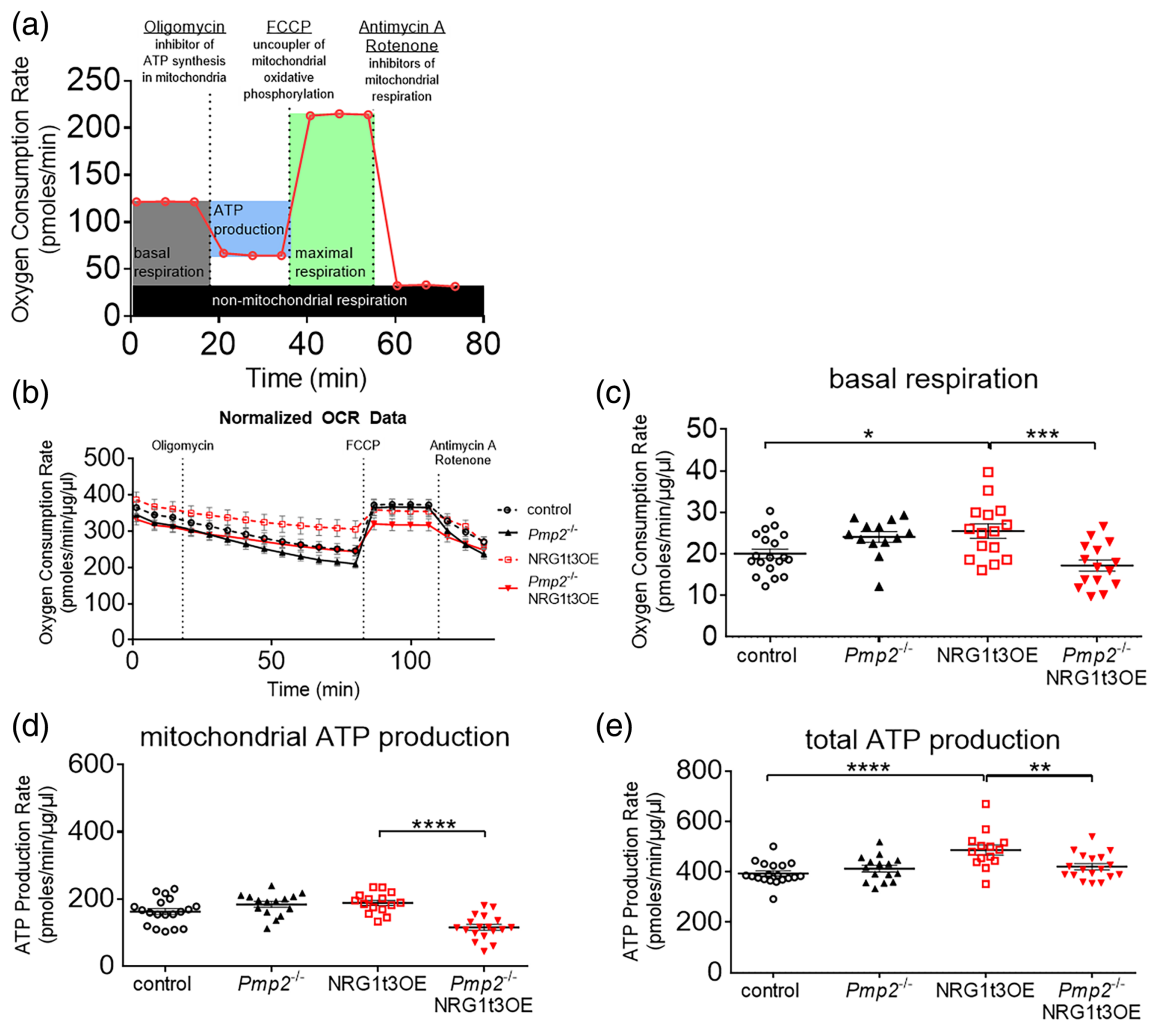 (a)
Oligomycin
inhibitor of
ATP synthesis
in mitochondria
FCCP
uncoupler of
mitochondrial
oxidative
phosphorylation
Antimycin A
Rotenone
inhibitors of
mitochondrial
respiration
Oxygen Consumption Rate
(pmoles/min)
250
200
150
100
50
0
ATP
production
basal
respiration
maximal
respiration
non-mitochondrial respiration
0 20 40 60 80
Time (min)
(b)
Normalized OCR Data
Oligomycin
FCCP
Antimycin A
Rotenone
Oxygen Consumption Rate
(pmoles/min/µg/µl)
500
400
300
200
100
0
0 50 100
Time (min)
control
Pmp2-/-
NRG1t3OE
Pmp2-/-
NRG1t3OE
(c)
basal respiration
Oxygen Consumption Rate
(pmoles/min/µg/µl)
50
40
30
20
10
0
*
***
control
Pmp2-/-
NRG1t3OE
Pmp2-/-
NRG1t3OE
(d)
mitochondrial ATP production
ATP Production Rate
(pmoles/min/µg/µl)
600
400
200
0
****
control
Pmp2-/-
NRG1t3OE
Pmp2-/-
NRG1t3OE
(e)
total ATP production
ATP Production Rate
(pmoles/min/µg/µl)
800
600
400
200
0
****
**
control
Pmp2-/-
NRG1t3OE
Pmp2-/-
NRG1t3OE